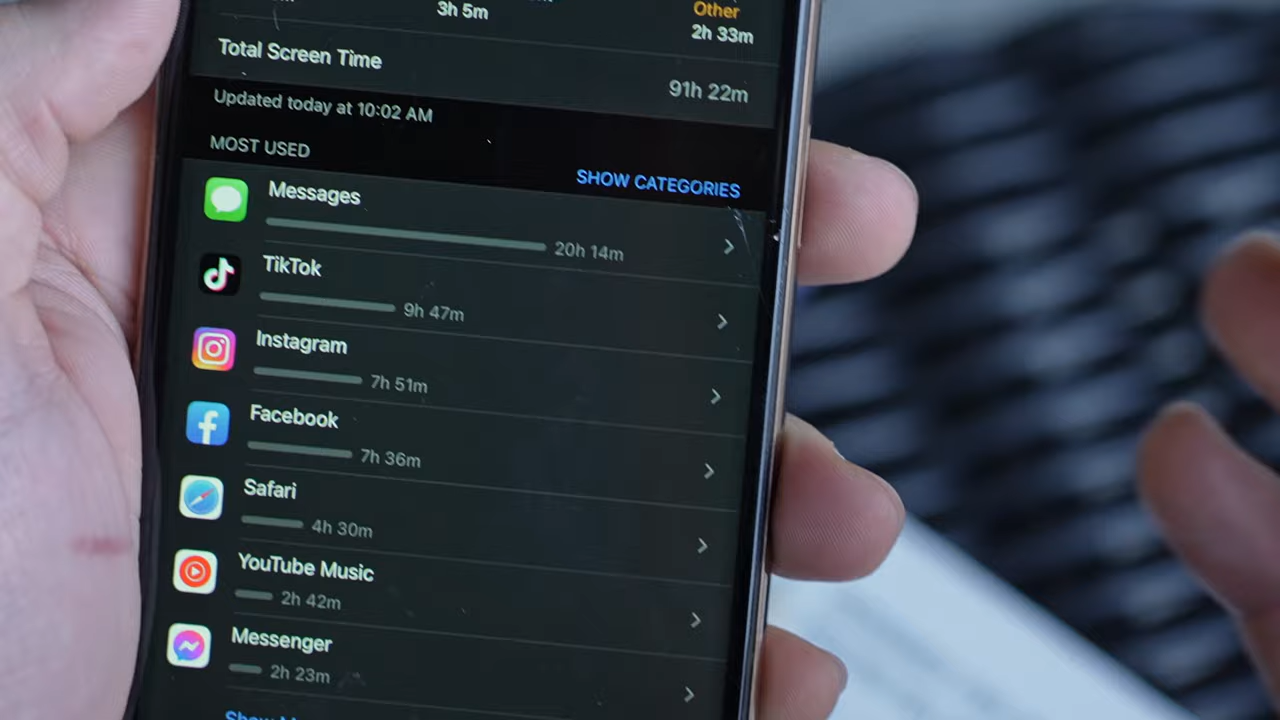 Other
3h 5m
2h 33m
Total Screen Time
91h 22m
Updated today at 10:02 AM
MOST USED
SHOW CATEGORIES
Messages
20h 14m
TikTok
9h 47m
Instagram
7h 51m
Facebook
7h 36m
Safari
4h 30m
YouTube Music
2h 42m
Messenger
2h 23m
Show